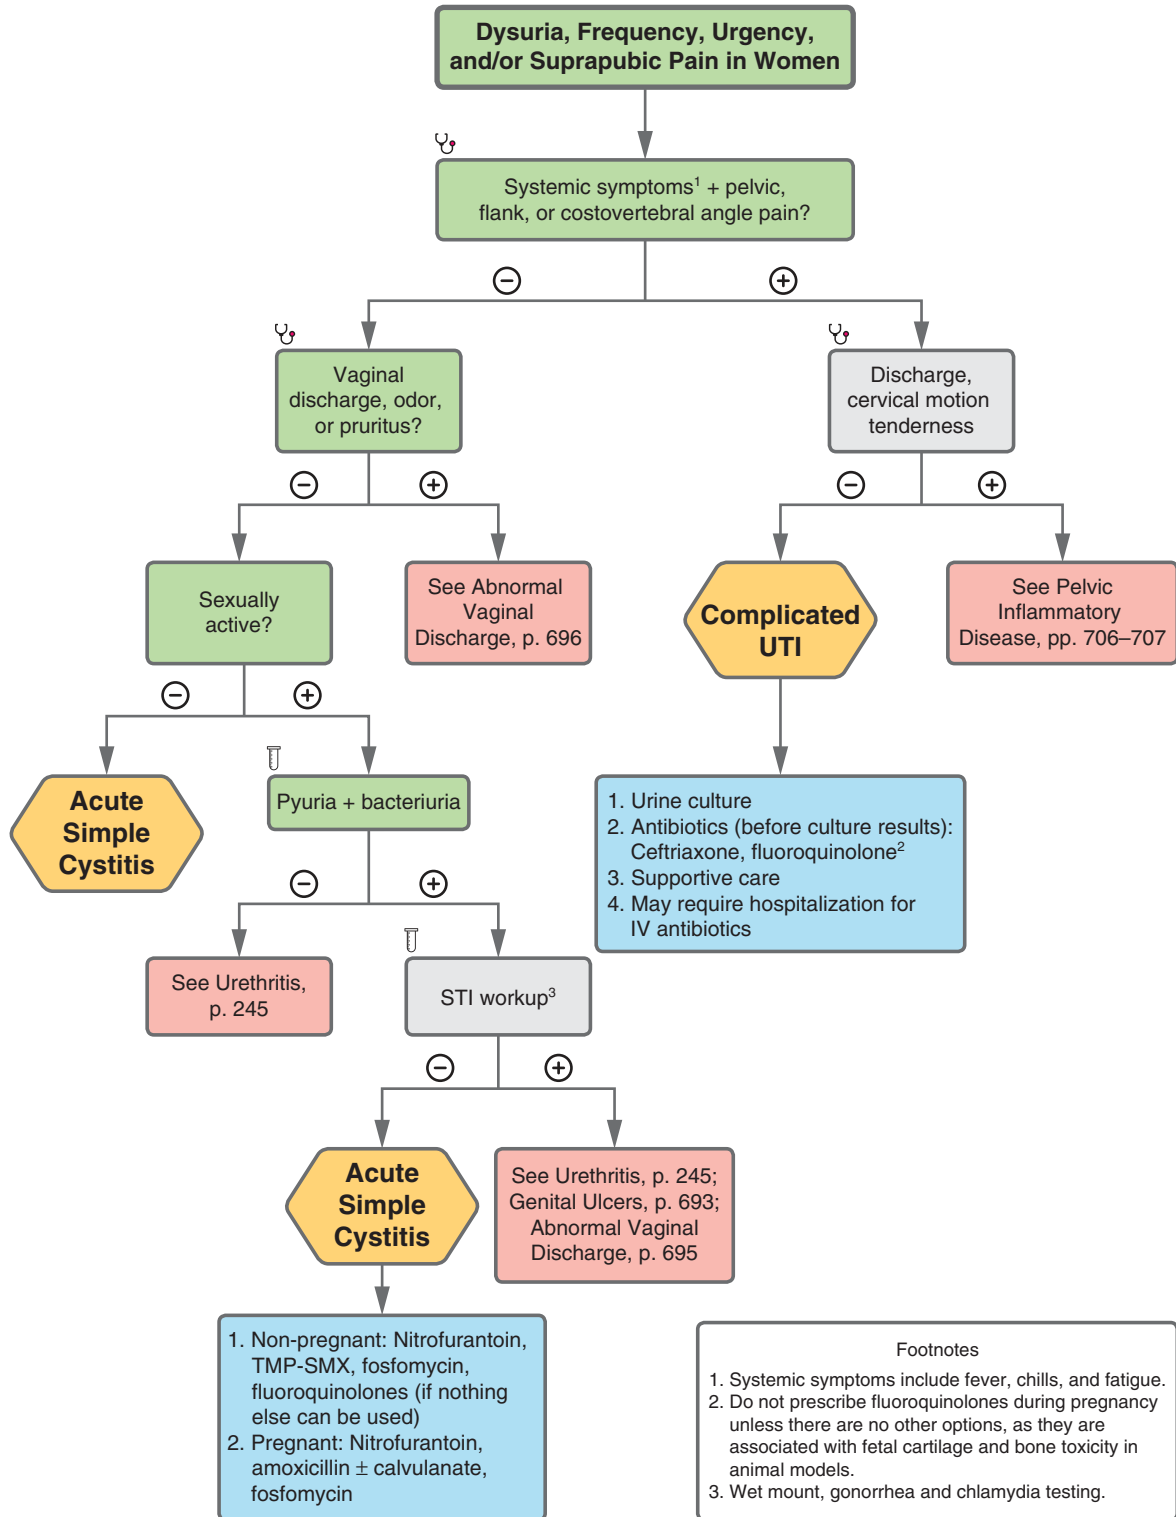 Dysuria, Frequency, Urgency,
and/or Suprapubic Pain in Women
Systemic symptoms1 + pelvic,
flank, or costovertebral angle pain?
−
+
Vaginal
discharge, odor,
or pruritus?
Discharge,
cervical motion
tenderness
−
+
−
+
Sexually
active?
See Abnormal
Vaginal
Discharge, p. 696
Complicated
UTI
See Pelvic
Inflammatory
Disease, pp. 706–707
−
+
Acute
Simple
Cystitis
Pyuria + bacteriuria
1. Urine culture
2. Antibiotics (before culture results):
Ceftriaxone, fluoroquinolone2
3. Supportive care
4. May require hospitalization for
IV antibiotics
−
+
See Urethritis,
p. 245
STI workup3
−
+
Acute
Simple
Cystitis
See Urethritis, p. 245;
Genital Ulcers, p. 693;
Abnormal Vaginal
Discharge, p. 695
1. Non-pregnant: Nitrofurantoin,
TMP-SMX, fosfomycin,
fluoroquinolones (if nothing
else can be used)
2. Pregnant: Nitrofurantoin,
amoxicillin ± calvulanate,
fosfomycin
Footnotes
1. Systemic symptoms include fever, chills, and fatigue.
2. Do not prescribe fluoroquinolones during pregnancy
unless there are no other options, as they are
associated with fetal cartilage and bone toxicity in
animal models.
3. Wet mount, gonorrhea and chlamydia testing.